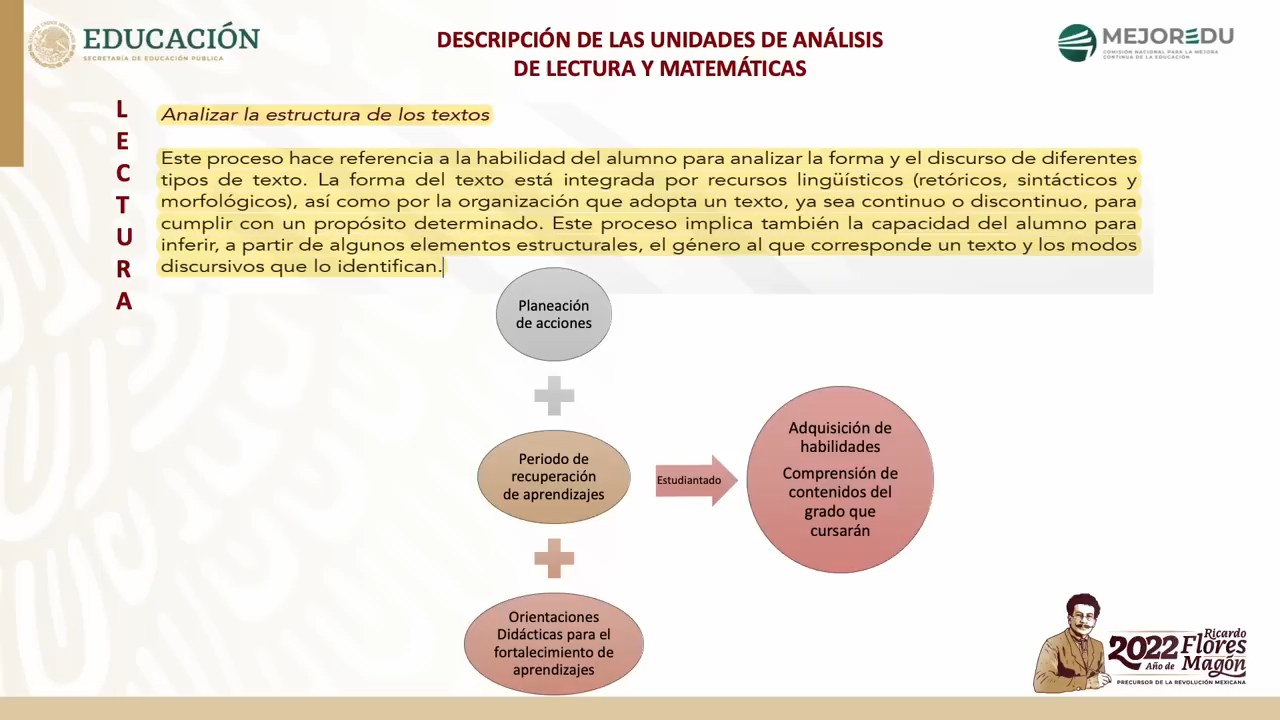 EDUCACIÓN
SECRETARÍA DE EDUCACIÓN PÚBLICA
DESCRIPCIÓN DE LAS UNIDADES DE ANÁLISIS
DE LECTURA Y MATEMÁTICAS
MEJOREDU
COMISIÓN NACIONAL PARA LA MEJORA
CONTINUA DE LA EDUCACIÓN
L
E
C
T
U
R
A
Analizar la estructura de los textos
Este proceso hace referencia a la habilidad del alumno para analizar la forma y el discurso de diferentes
tipos de texto. La forma del texto está integrada por recursos lingüísticos (retóricos, sintácticos y
morfológicos), así como por la organización que adopta un texto, ya sea continuo o discontinuo, para
cumplir con un propósito determinado. Este proceso implica también la capacidad del alumno para
inferir, a partir de algunos elementos estructurales, el género al que corresponde un texto y los modos
discursivos que lo identifican.
Planeación
de acciones
Periodo de
recuperación
de aprendizajes
Orientaciones
Didácticas para el
fortalecimiento de
aprendizajes
Estudiantado
Adquisición de
habilidades
Comprensión de
contenidos del
grado que
cursarán
2022 Ricardo
Año de Flores
Magón
PRECURSOR DE LA REVOLUCIÓN MEXICANA